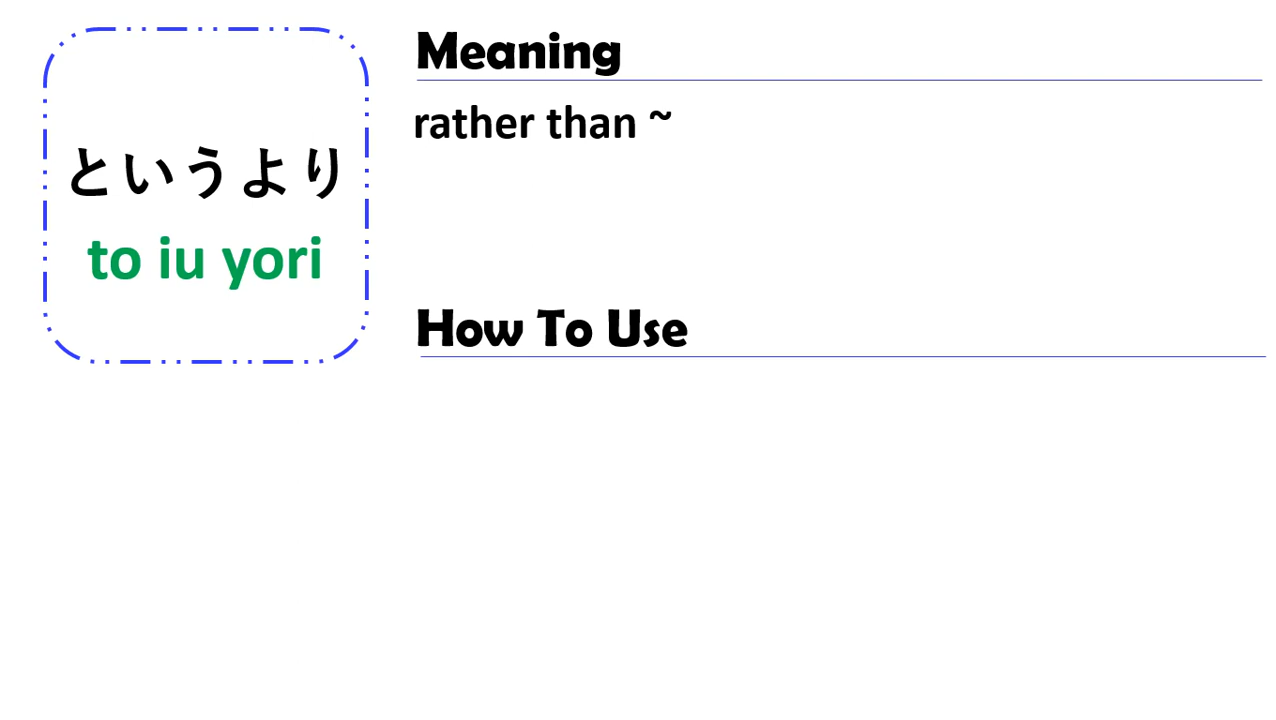 というより
to iu yori
Meaning
rather than ~
How To Use